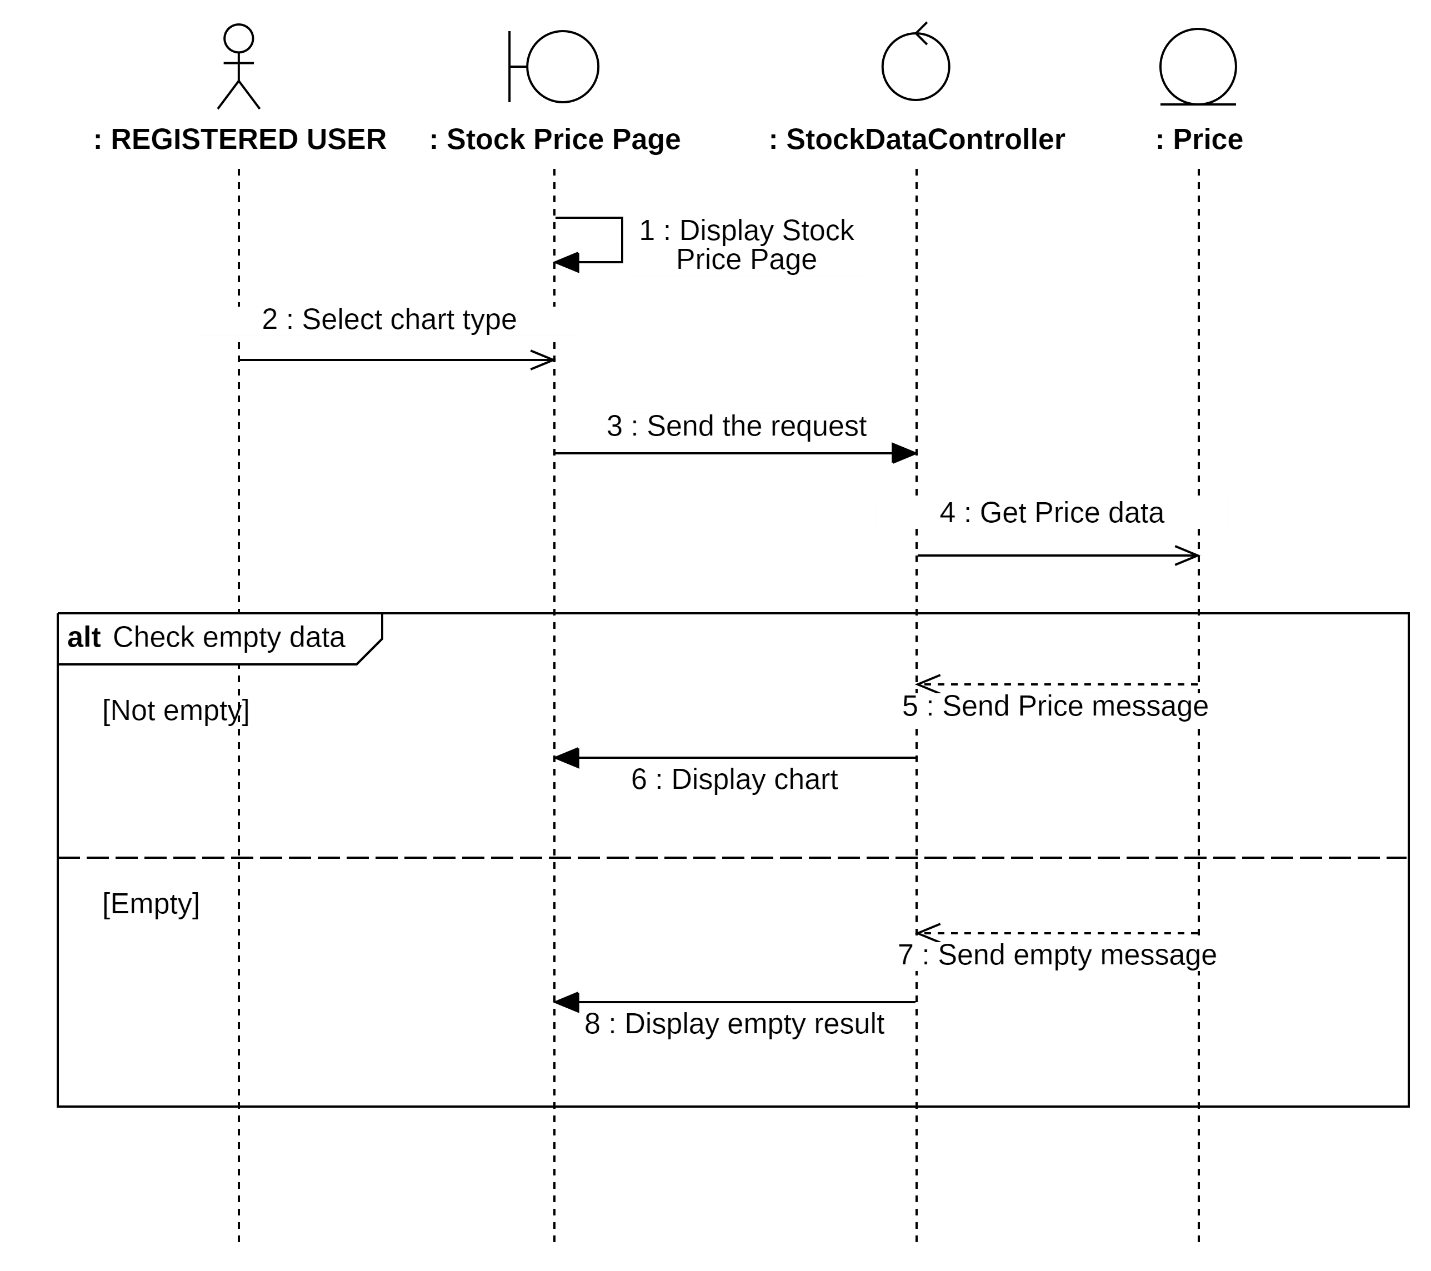 : REGISTERED USER
: Stock Price Page
: StockDataController
: Price
1 : Display Stock
Price Page
2 : Select chart type
3 : Send the request
4 : Get Price data
alt Check empty data
[Not empty]
5 : Send Price message
6 : Display chart
[Empty]
7 : Send empty message
8 : Display empty result